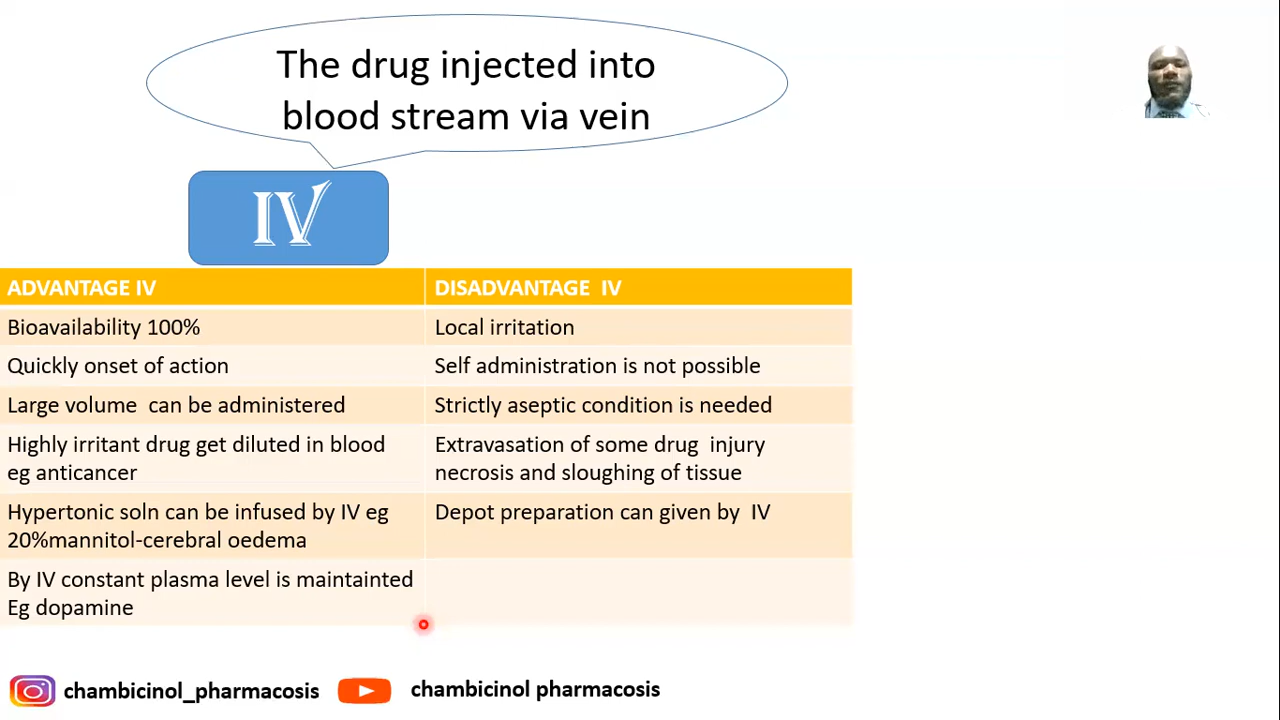 The drug injected into
blood stream via vein
IV
ADVANTAGE IV
DISADVANTAGE IV
Bioavailability 100%
Local irritation
Quickly onset of action
Self administration is not possible
Large volume can be administered
Strictly aseptic condition is needed
Highly irritant drug get diluted in blood
eg anticancer
Extravasation of some drug injury
necrosis and sloughing of tissue
Hypertonic soln can be infused by IV eg
20%mannitol-cerebral oedema
Depot preparation can given by IV
By IV constant plasma level is maintainted
Eg dopamine
chambicinol_pharmacosis
chambicinol pharmacosis